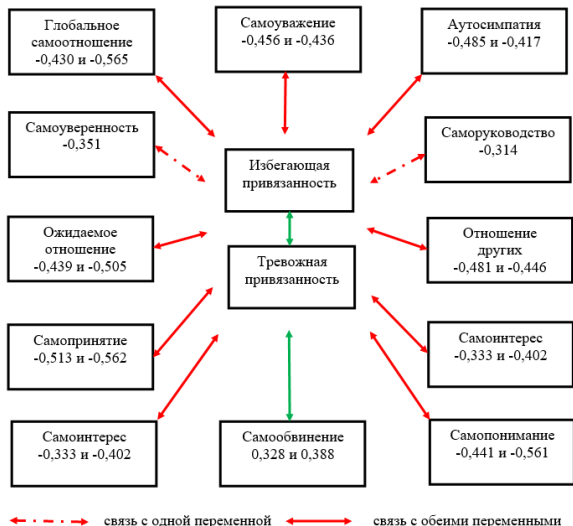 Глобальное
самоотношение
-0,430 и -0,565
Самоуважение
-0,456 и -0,436
Аутосимпатия
-0,485 и -0,417
Самоуверенность
-0,351
Саморуководство
-0,314
Избегающая
привязанность
Ожидаемое
отношение
-0,439 и -0,505
Тревожная
привязанность
Отношение
других
-0,481 и -0,446
Самопринятие
-0,513 и -0,562
Самоинтерес
-0,333 и -0,402
Самоинтерес
-0,333 и -0,402
Самообвинение
0,328 и 0,388
Самопонимание
-0,441 и -0,561
связь с одной переменной
связь с обеими переменными